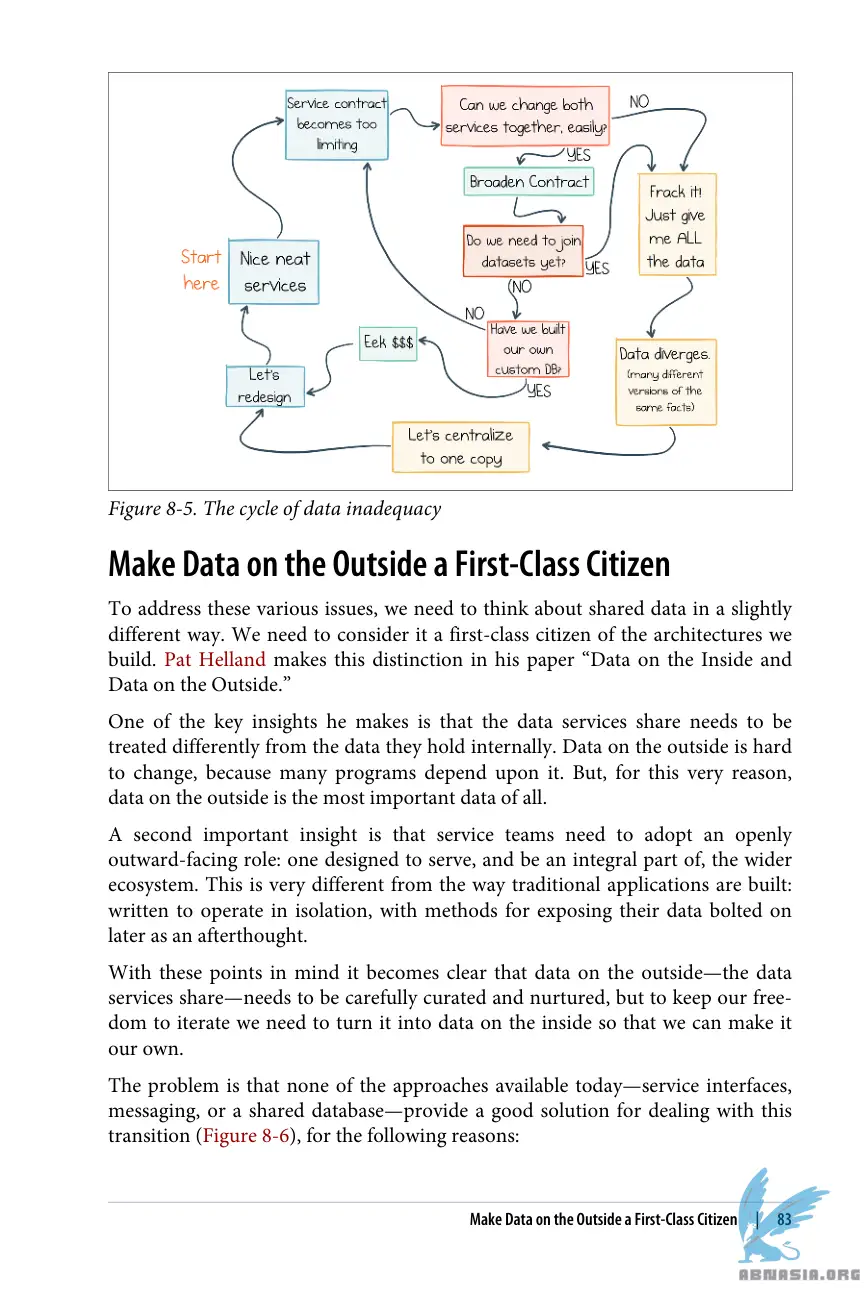 Service contract
becomes too
limiting
Can we change both
services together, easily?
NO
YES
Broaden Contract
Frack it!
Just give
me ALL
the data
Do we need to join
datasets yet?
YES
(NO
Start
here
Nice neat
services
NO
Have we built
our own
custom DB?
YES
Eek $$$
Let's
redesign
Data diverges.
(many different
versions of the
same facts)
Let's centralize
to one copy
Figure 8-5. The cycle of data inadequacy
Make Data on the Outside a First-Class Citizen
To address these various issues, we need to think about shared data in a slightly
different way. We need to consider it a first-class citizen of the architectures we
build. Pat Helland makes this distinction in his paper “Data on the Inside and
Data on the Outside.”
One of the key insights he makes is that the data services share needs to be
treated differently from the data they hold internally. Data on the outside is hard
to change, because many programs depend upon it. But, for this very reason,
data on the outside is the most important data of all.
A second important insight is that service teams need to adopt an openly
outward-facing role: one designed to serve, and be an integral part of, the wider
ecosystem. This is very different from the way traditional applications are built:
written to operate in isolation, with methods for exposing their data bolted on
later as an afterthought.
With these points in mind it becomes clear that data on the outside—the data
services share—needs to be carefully curated and nurtured, but to keep our free-
dom to iterate we need to turn it into data on the inside so that we can make it
our own.
The problem is that none of the approaches available today—service interfaces,
messaging, or a shared database—provide a good solution for dealing with this
transition (Figure 8-6), for the following reasons:
Make Data on the Outside a First-Class Citizen | 83
ABNASIA.ORG